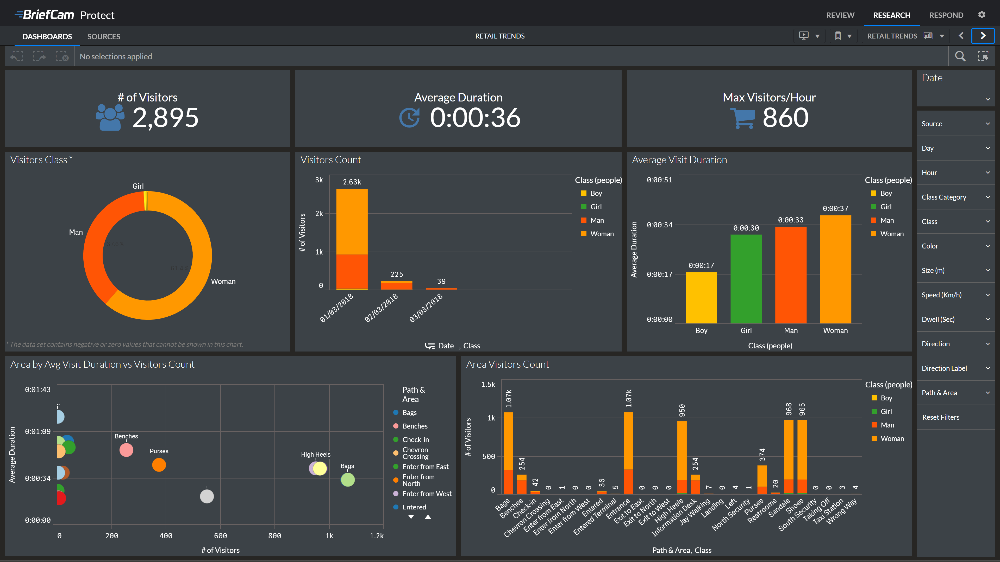 BriefCam Protect
REVIEW
RESEARCH
RESPOND
DASHBOARDS
SOURCES
RETAIL TRENDS
RETAIL TRENDS
No selections applied
# of Visitors
2,895
Average Duration
0:00:36
Max Visitors/Hour
860
Date
Source
Day
Hour
Class Category
Class
Color
Size (m)
Speed (Km/h)
Dwell (Sec)
Direction
Direction Label
Path & Area
Reset Filters
Visitors Class *
Girl
Man
37.6 %
61.4 %
Woman
* The data set contains negative or zero values that cannot be shown in this chart.
Visitors Count
# of Visitors
3k
2k
1k
0
2.63k
225
39
01/03/2018
02/03/2018
03/03/2018
Date , Class
Class (people)
Boy
Girl
Man
Woman
Average Visit Duration
Average Duration
0:00:51
0:00:34
0:00:17
0:00:00
0:00:17
0:00:30
0:00:33
0:00:37
Boy
Girl
Man
Woman
Class (people)
Class (people)
Boy
Girl
Man
Woman
Area by Avg Visit Duration vs Visitors Count
Average Duration
0:01:43
0:01:09
0:00:34
0:00:00
Benches
Purses
-
High Heels
Bags
0
200
400
600
800
1k
1.2k
# of Visitors
Path &
Area
Bags
Benches
Check-in
Chevron
Crossing
Enter from East
Enter from
North
Enter from West
Entered
Area Visitors Count
# of Visitors
1.5k
1k
500
0
1.07k
254
42
0
1
0
0
36
5
1.07k
0
0
0
950
254
7
0
4
1
374
20
968
965
0
0
3
4
Bags
Benches
Check-in
Chevron Crossing
Enter from East
Enter from North
Enter from West
Entered
Entered Terminal
Entrance
Exit to East
Exit to North
Exit to West
High Heels
Information Desk
Jay Walking
Landing
Left
North Security
Purses
Restrooms
Sandals
Shoes
South Security
Taking Off
Taxi Station
Wrong Way
Path & Area, Class
Class (people)
Boy
Girl
Man
Woman